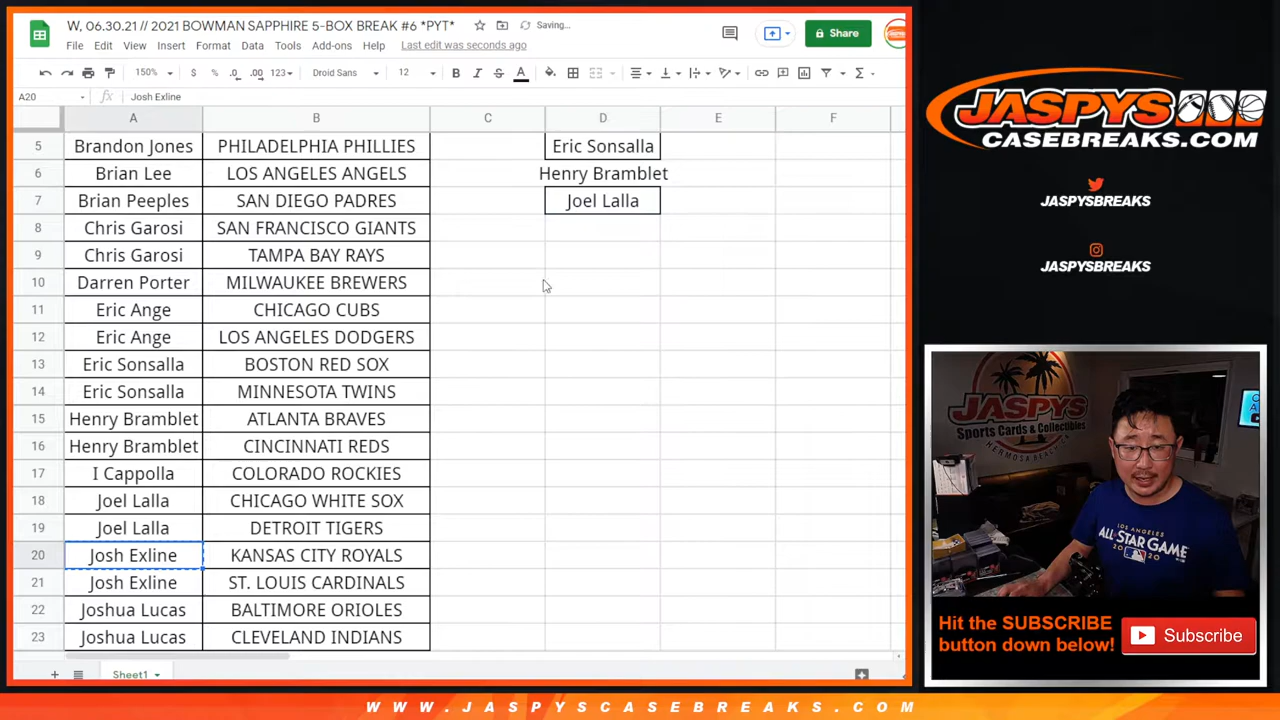 W, 06.30.21 // 2021 BOWMAN SAPPHIRE 5-BOX BREAK #6 *PYT*
Saving...
File Edit View Insert Format Data Tools Add-ons Help Last edit was seconds ago
Share
150% $ % .0 .00 123 Droid Sans 12 B I S A
A20 fx Josh Exline
A B C D E F
5 Brandon Jones PHILADELPHIA PHILLIES Eric Sonsalla
6 Brian Lee LOS ANGELES ANGELS Henry Bramblet
7 Brian Peeples SAN DIEGO PADRES Joel Lalla
8 Chris Garosi SAN FRANCISCO GIANTS
9 Chris Garosi TAMPA BAY RAYS
10 Darren Porter MILWAUKEE BREWERS
11 Eric Ange CHICAGO CUBS
12 Eric Ange LOS ANGELES DODGERS
13 Eric Sonsalla BOSTON RED SOX
14 Eric Sonsalla MINNESOTA TWINS
15 Henry Bramblet ATLANTA BRAVES
16 Henry Bramblet CINCINNATI REDS
17 I Cappolla COLORADO ROCKIES
18 Joel Lalla CHICAGO WHITE SOX
19 Joel Lalla DETROIT TIGERS
20 Josh Exline KANSAS CITY ROYALS
21 Josh Exline ST. LOUIS CARDINALS
22 Joshua Lucas BALTIMORE ORIOLES
23 Joshua Lucas CLEVELAND INDIANS
Sheet1
JASPYS
CASEBREAKS.COM
JASPYSBREAKS
JASPYSBREAKS
JASPYS
Sports Cards & Collectibles
HERMOSA BEACH
LOS ANGELES
ALL-STAR GAME
2020
Hit the SUBSCRIBE
button down below!
Subscribe
WWW.JASPYSCASEBREAKS.COM